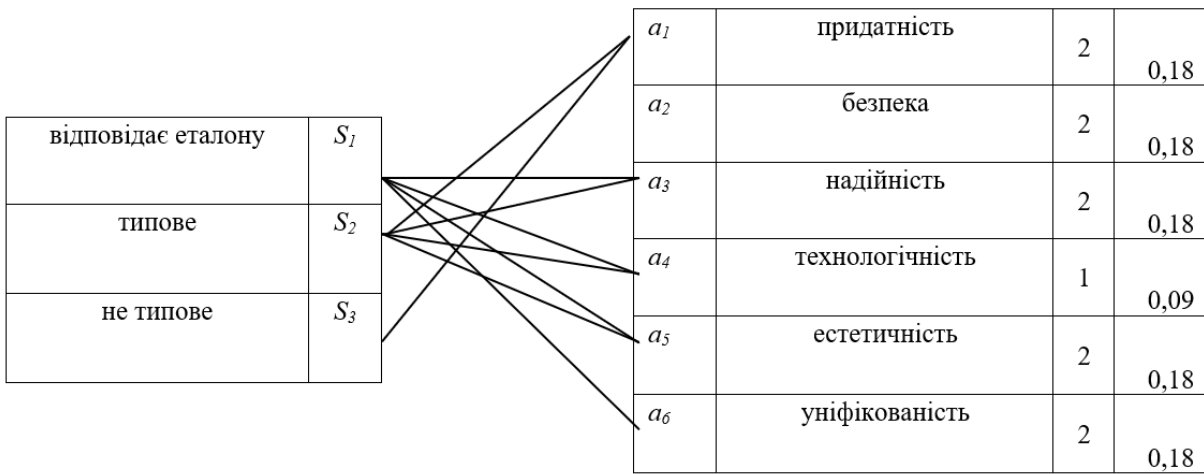 відповідає еталону S1
типове S2
не типове S3
a1 придатність 2 0,18
a2 безпека 2 0,18
a3 надійність 2 0,18
a4 технологічність 1 0,09
a5 естетичність 2 0,18
a6 уніфікованість 2 0,18